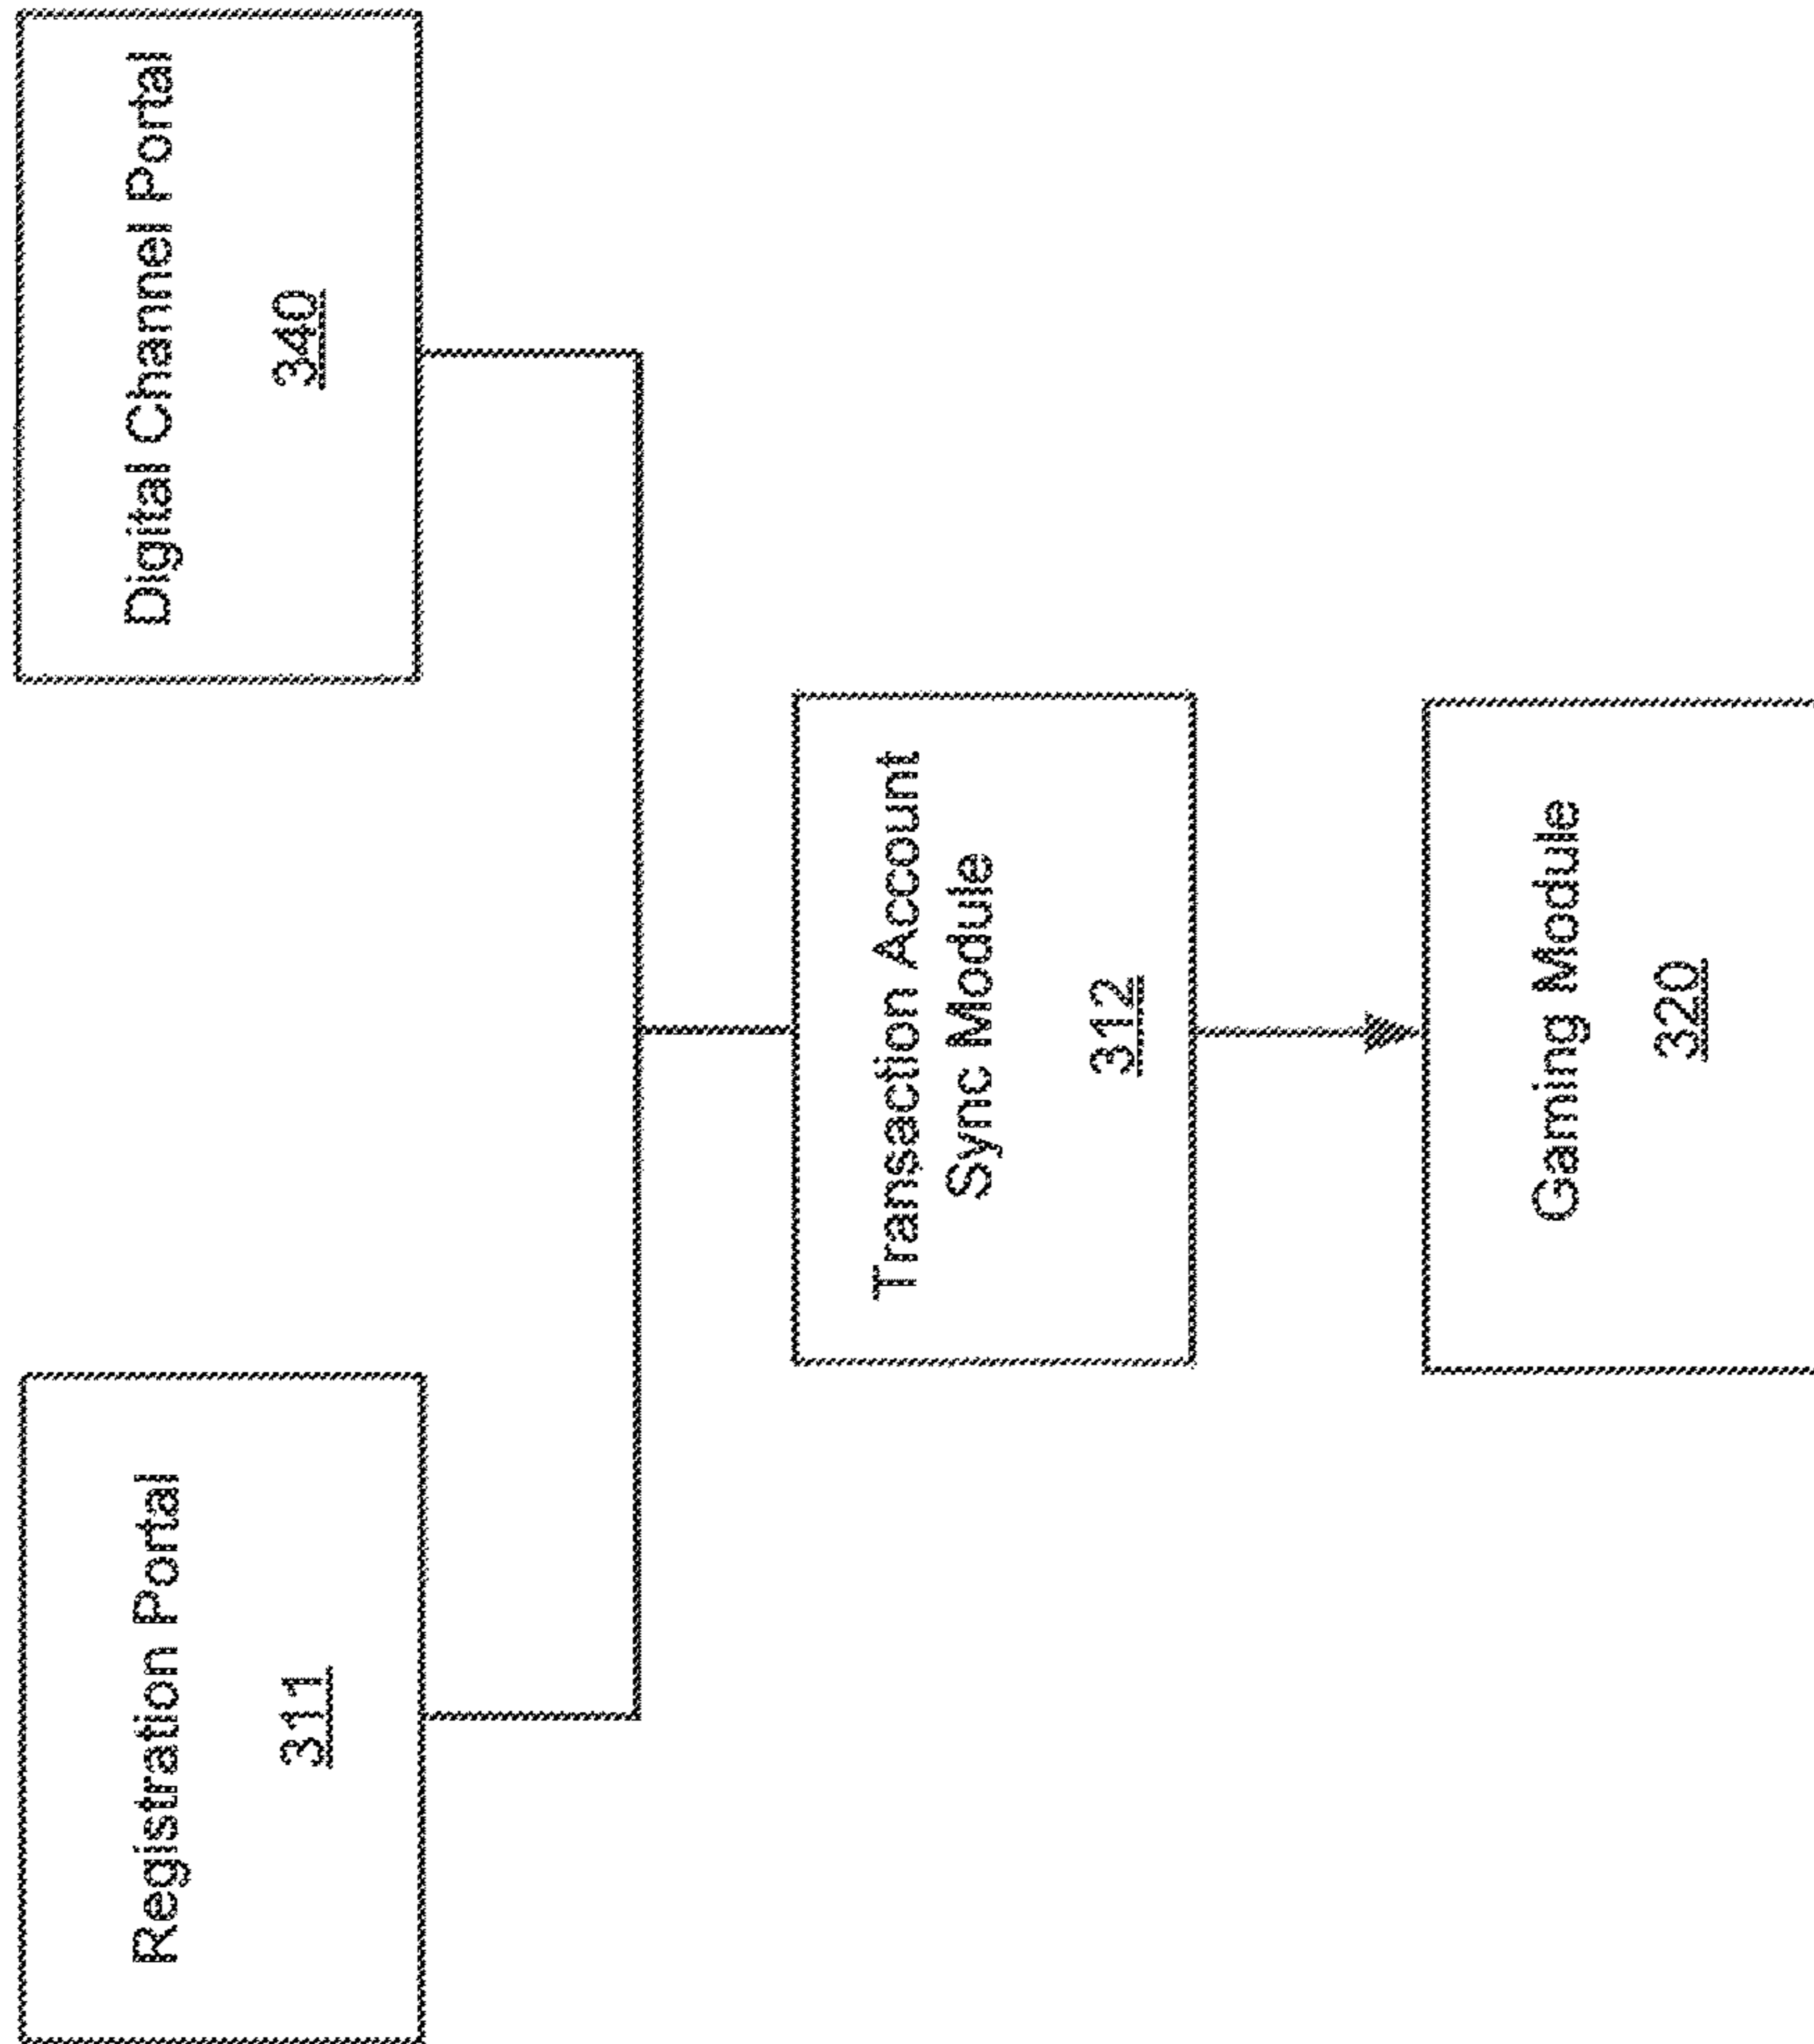 Registration Portal
311
Digital Channel Portal
340
Transaction Account
Sync Module
312
Gaming Module
320